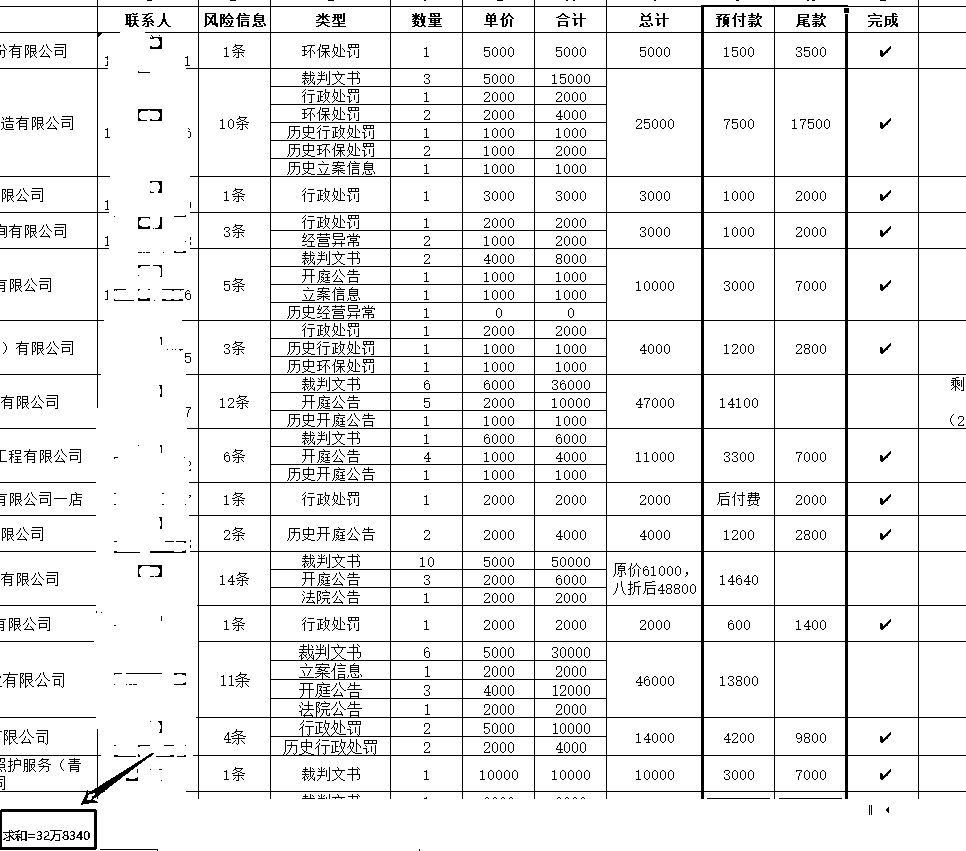 联系人 风险信息 类型 数量 单价 合计 总计 预付款 尾款 完成
份有限公司 1条 环保处罚 1 5000 5000 5000 1500 3500 ✔
造有限公司 10条 裁判文书 3 5000 15000 25000 7500 17500 ✔
行政处罚 1 2000 2000
环保处罚 2 2000 4000
历史行政处罚 1 1000 1000
历史环保处罚 2 1000 2000
历史立案信息 1 1000 1000
限公司 1条 行政处罚 1 3000 3000 3000 1000 2000 ✔
询有限公司 3条 行政处罚 1 2000 2000 3000 1000 2000 ✔
经营异常 2 1000 2000
有限公司 5条 裁判文书 2 4000 8000 10000 3000 7000 ✔
开庭公告 1 1000 1000
立案信息 1 1000 1000
历史经营异常 1 0 0
）有限公司 3条 行政处罚 1 2000 2000 4000 1200 2800 ✔
历史行政处罚 1 1000 1000
历史环保处罚 1 1000 1000
有限公司 12条 裁判文书 6 6000 36000 47000 14100 剩
开庭公告 5 2000 10000
历史开庭公告 1 1000 1000 （2
工程有限公司 6条 裁判文书 1 6000 6000 11000 3300 7000 ✔
开庭公告 4 1000 4000
历史开庭公告 1 1000 1000
有限公司一店 1条 行政处罚 1 2000 2000 2000 后付费 2000 ✔
限公司 2条 历史开庭公告 2 2000 4000 4000 1200 2800 ✔
有限公司 14条 裁判文书 10 5000 50000 原价61000，八折后48800 14640
开庭公告 3 2000 6000
法院公告 1 2000 2000
有限公司 1条 行政处罚 1 2000 2000 2000 600 1400 ✔
有限公司 11条 裁判文书 6 5000 30000 46000 13800
立案信息 1 2000 2000
开庭公告 3 4000 12000
法院公告 1 2000 2000
有限公司 4条 行政处罚 2 5000 10000 14000 4200 9800 ✔
历史行政处罚 2 2000 4000
照护服务（青 1条 裁判文书 1 10000 10000 10000 3000 7000 ✔
求和=32万8340